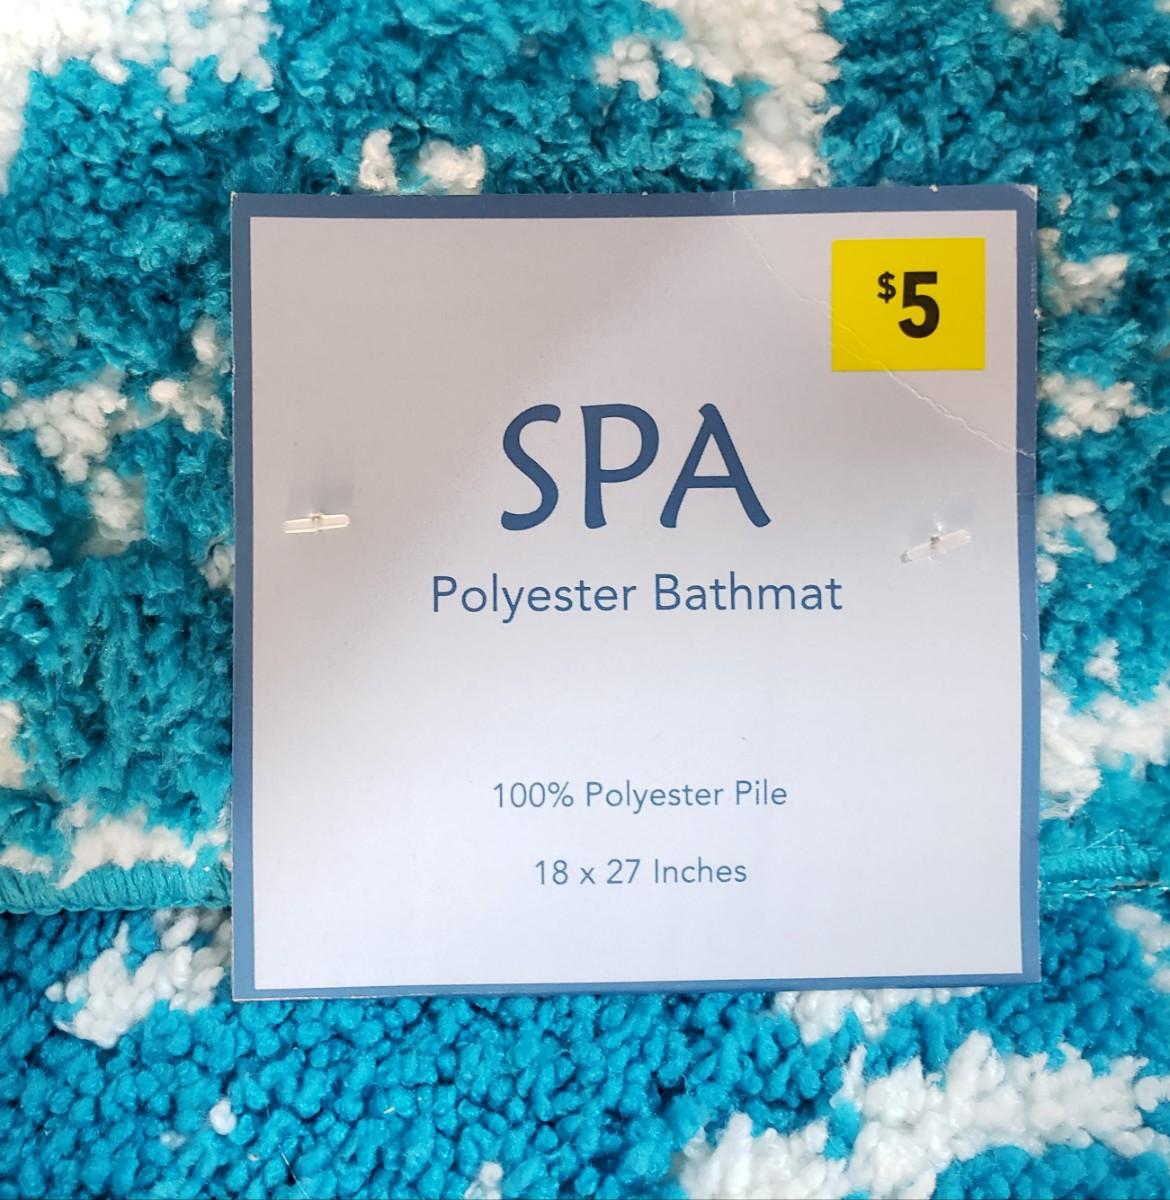 $5
SPA
Polyester Bathmat
100% Polyester Pile
18 x 27 Inches